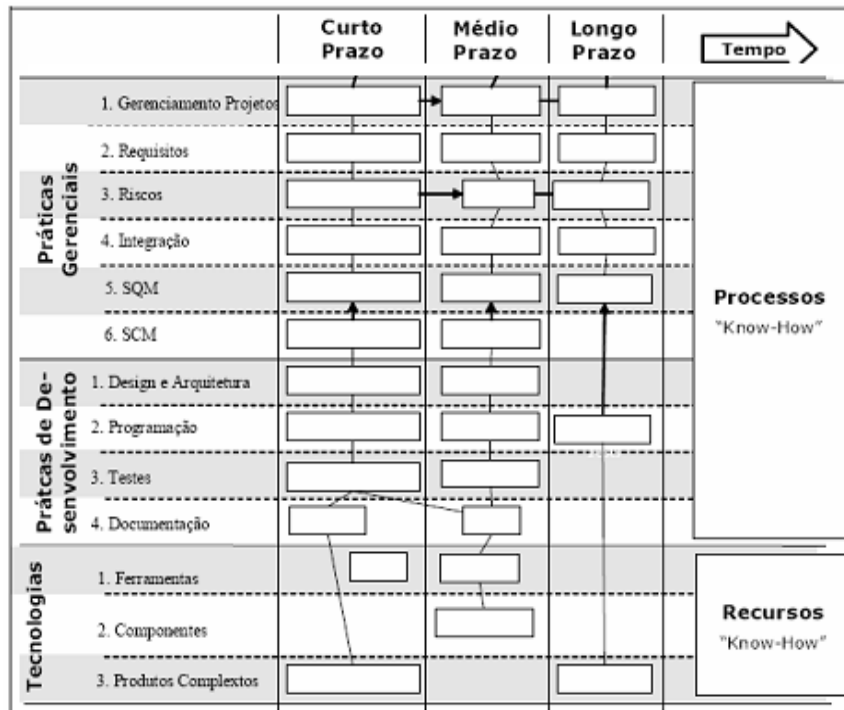 Curto
Prazo
Médio
Prazo
Longo
Prazo
Tempo
Práticas
Gerenciais
1. Gerenciamento Projetos
2. Requisitos
3. Riscos
4. Integração
5. SQM
6. SCM
Prátcas de De-
senvolvimento
1. Design e Arquitetura
2. Programação
3. Testes
4. Documentação
Tecnologias
1. Ferramentas
2. Componentes
3. Produtos Complextos
Processos
"Know-How"
Recursos
"Know-How"